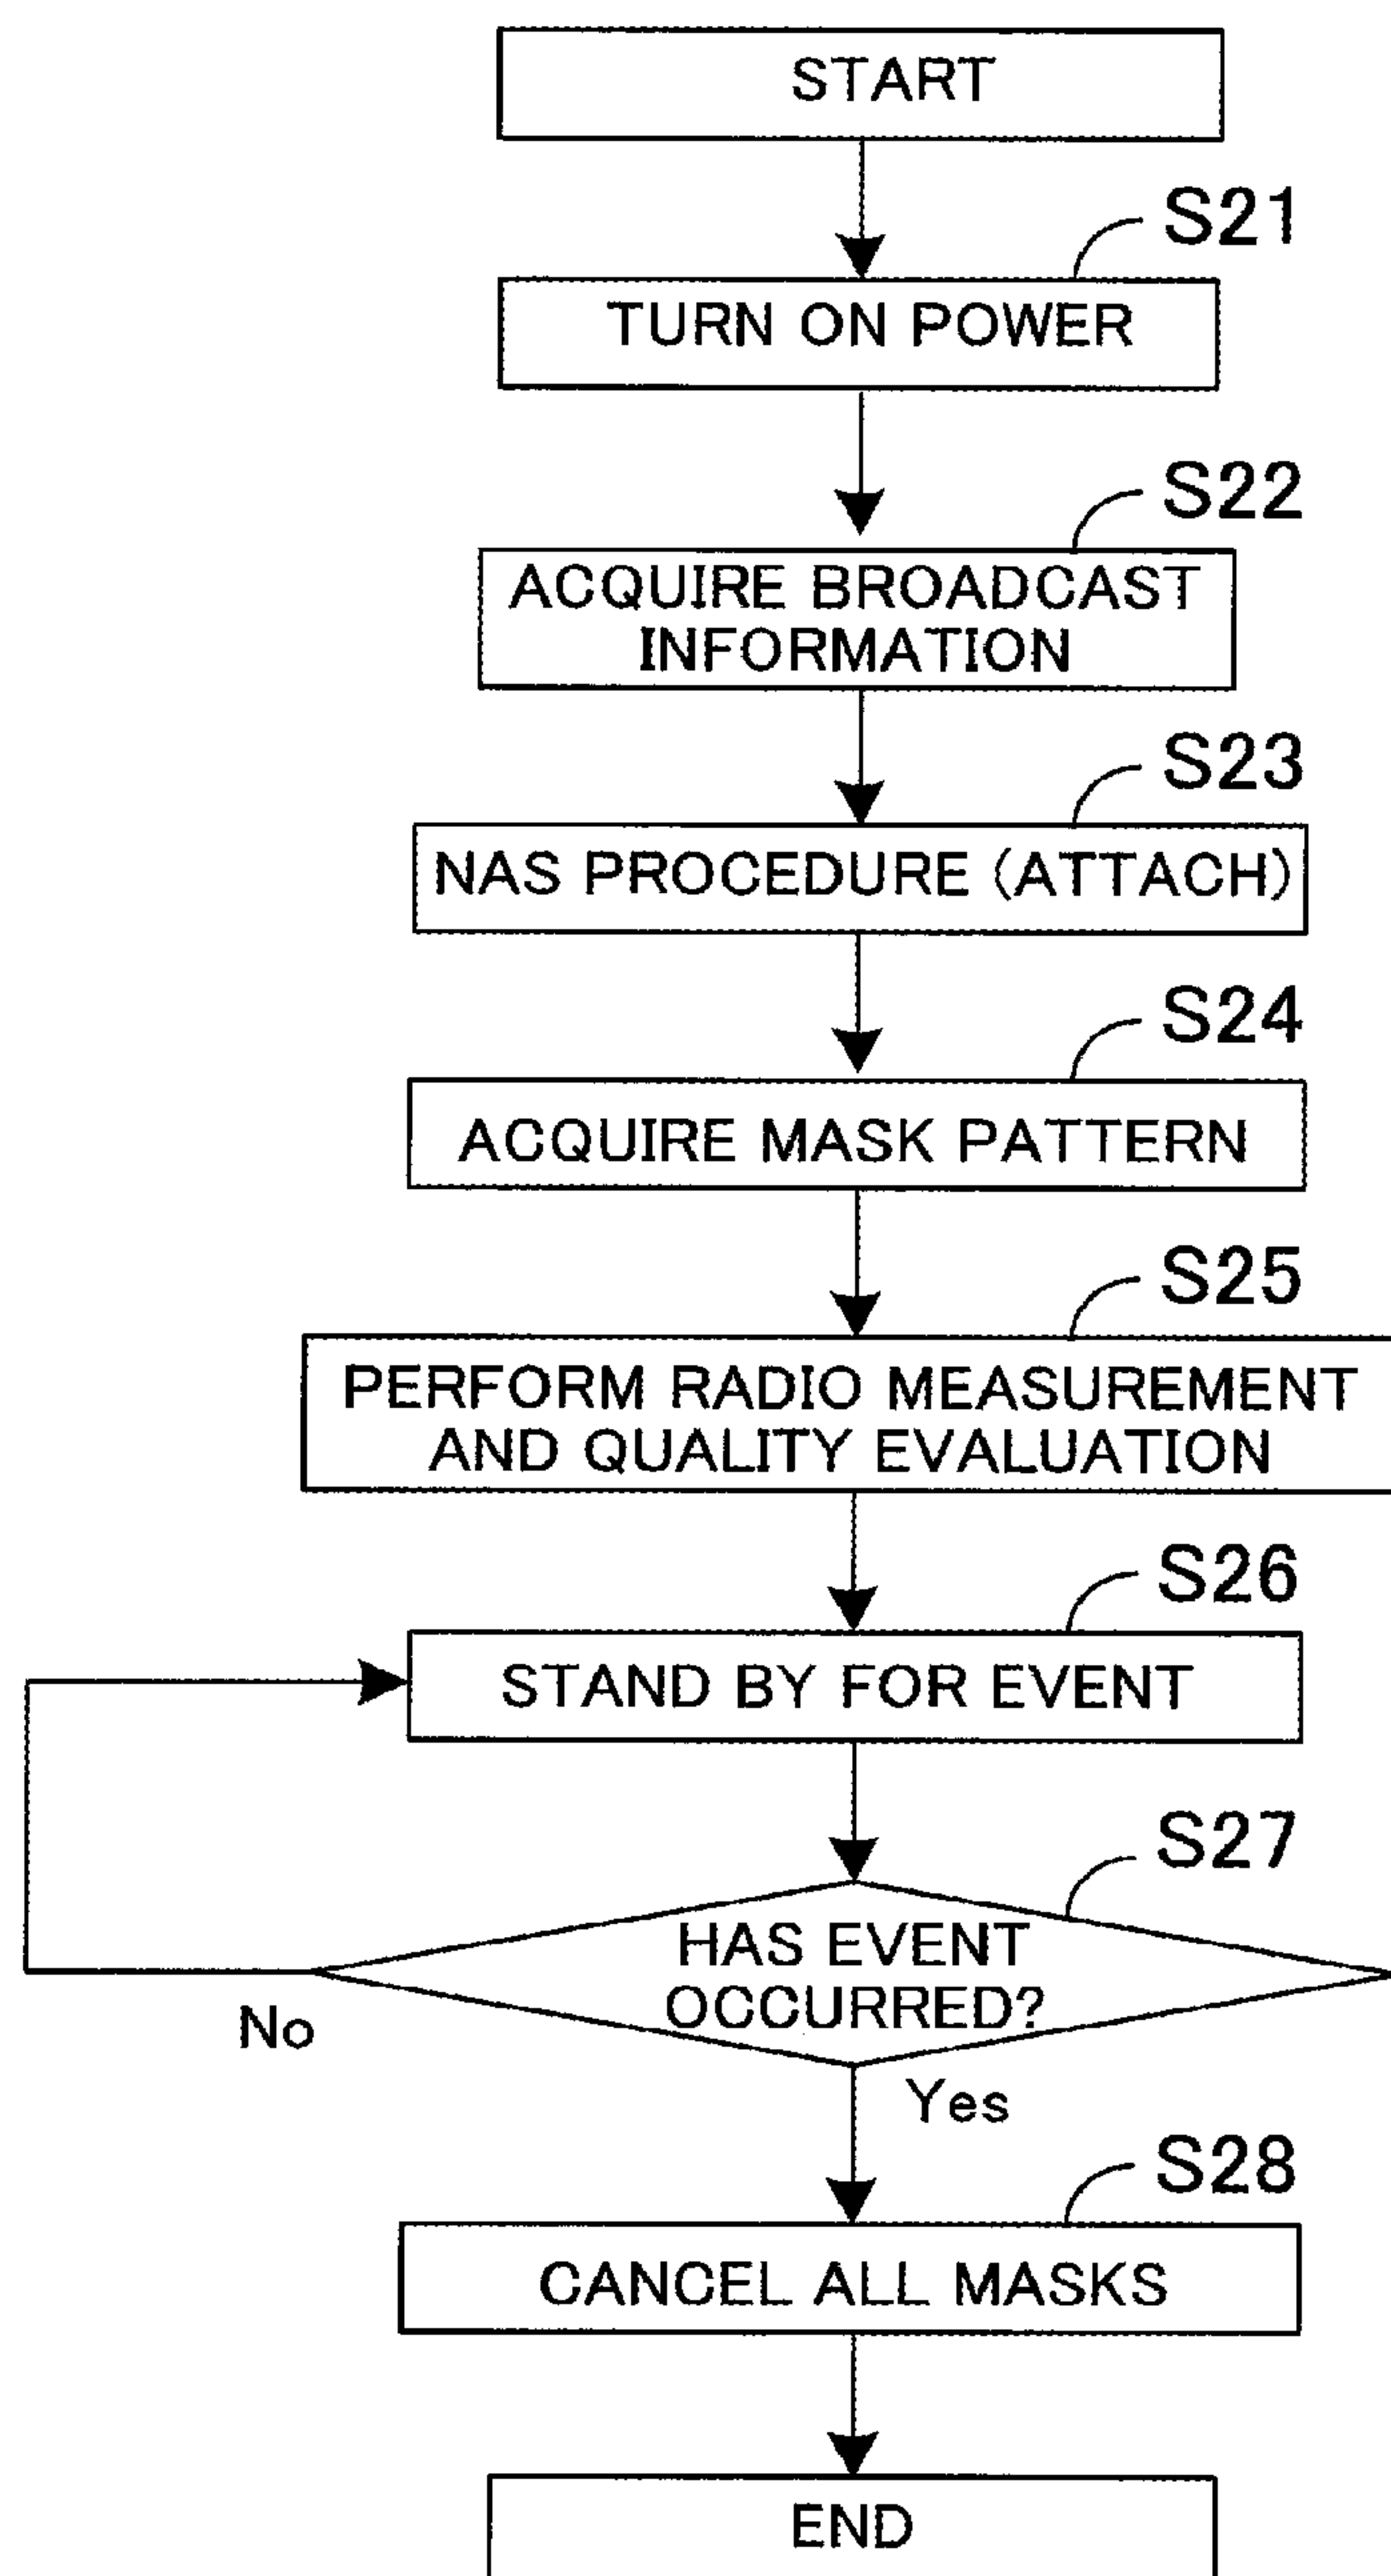 START
S21
TURN ON POWER
S22
ACQUIRE BROADCAST
INFORMATION
S23
NAS PROCEDURE (ATTACH)
S24
ACQUIRE MASK PATTERN
S25
PERFORM RADIO MEASUREMENT
AND QUALITY EVALUATION
S26
STAND BY FOR EVENT
S27
HAS EVENT
OCCURRED?
No
Yes
S28
CANCEL ALL MASKS
END